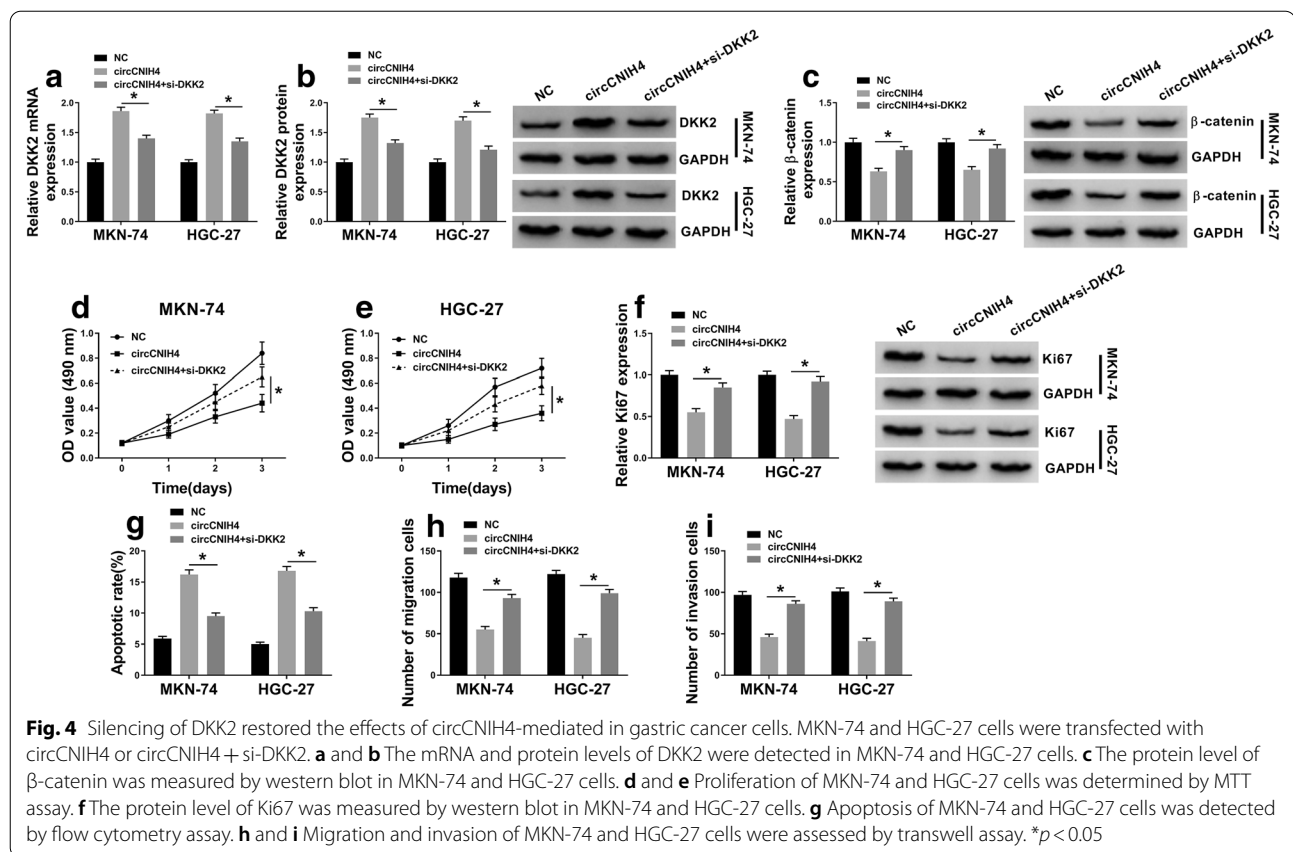 a
NC
circCNIH4
circCNIH4+si-DKK2
Relative DKK2 mRNA
expression
2.0
1.5
1.0
0.5
0.0
*
*
MKN-74
HGC-27
b
NC
circCNIH4
circCNIH4+si-DKK2
Relative DKK2 protein
expression
2.0
1.5
1.0
0.5
0.0
*
*
MKN-74
HGC-27
NC
circCNIH4
circCNIH4+si-DKK2
DKK2
GAPDH
MKN-74
DKK2
GAPDH
HGC-27
c
NC
circCNIH4
circCNIH4+si-DKK2
Relative β-catenin
expression
1.5
1.0
0.5
0.0
*
*
MKN-74
HGC-27
NC
circCNIH4
circCNIH4+si-DKK2
β-catenin
GAPDH
MKN-74
β-catenin
GAPDH
HGC-27
d
MKN-74
NC
circCNIH4
circCNIH4+si-DKK2
OD value (490 nm)
1.0
0.8
0.6
0.4
0.2
0.0
*
0
1
2
3
Time(days)
e
HGC-27
NC
circCNIH4
circCNIH4+si-DKK2
OD value (490 nm)
1.0
0.8
0.6
0.4
0.2
0.0
*
0
1
2
3
Time(days)
f
NC
circCNIH4
circCNIH4+si-DKK2
Relative Ki67 expression
1.5
1.0
0.5
0.0
*
*
MKN-74
HGC-27
NC
circCNIH4
circCNIH4+si-DKK2
Ki67
GAPDH
MKN-74
Ki67
GAPDH
HGC-27
g
NC
circCNIH4
circCNIH4+si-DKK2
Apoptotic rate(%)
20
15
10
5
0
*
*
MKN-74
HGC-27
h
NC
circCNIH4
circCNIH4+si-DKK2
Number of migration cells
150
100
50
0
*
*
MKN-74
HGC-27
i
NC
circCNIH4
circCNIH4+si-DKK2
Number of invasion cells
150
100
50
0
*
*
MKN-74
HGC-27
Fig. 4 Silencing of DKK2 restored the effects of circCNIH4-mediated in gastric cancer cells. MKN-74 and HGC-27 cells were transfected with
circCNIH4 or circCNIH4 + si-DKK2. a and b The mRNA and protein levels of DKK2 were detected in MKN-74 and HGC-27 cells. c The protein level of
β-catenin was measured by western blot in MKN-74 and HGC-27 cells. d and e Proliferation of MKN-74 and HGC-27 cells was determined by MTT
assay. f The protein level of Ki67 was measured by western blot in MKN-74 and HGC-27 cells. g Apoptosis of MKN-74 and HGC-27 cells was detected
by flow cytometry assay. h and i Migration and invasion of MKN-74 and HGC-27 cells were assessed by transwell assay. *p < 0.05